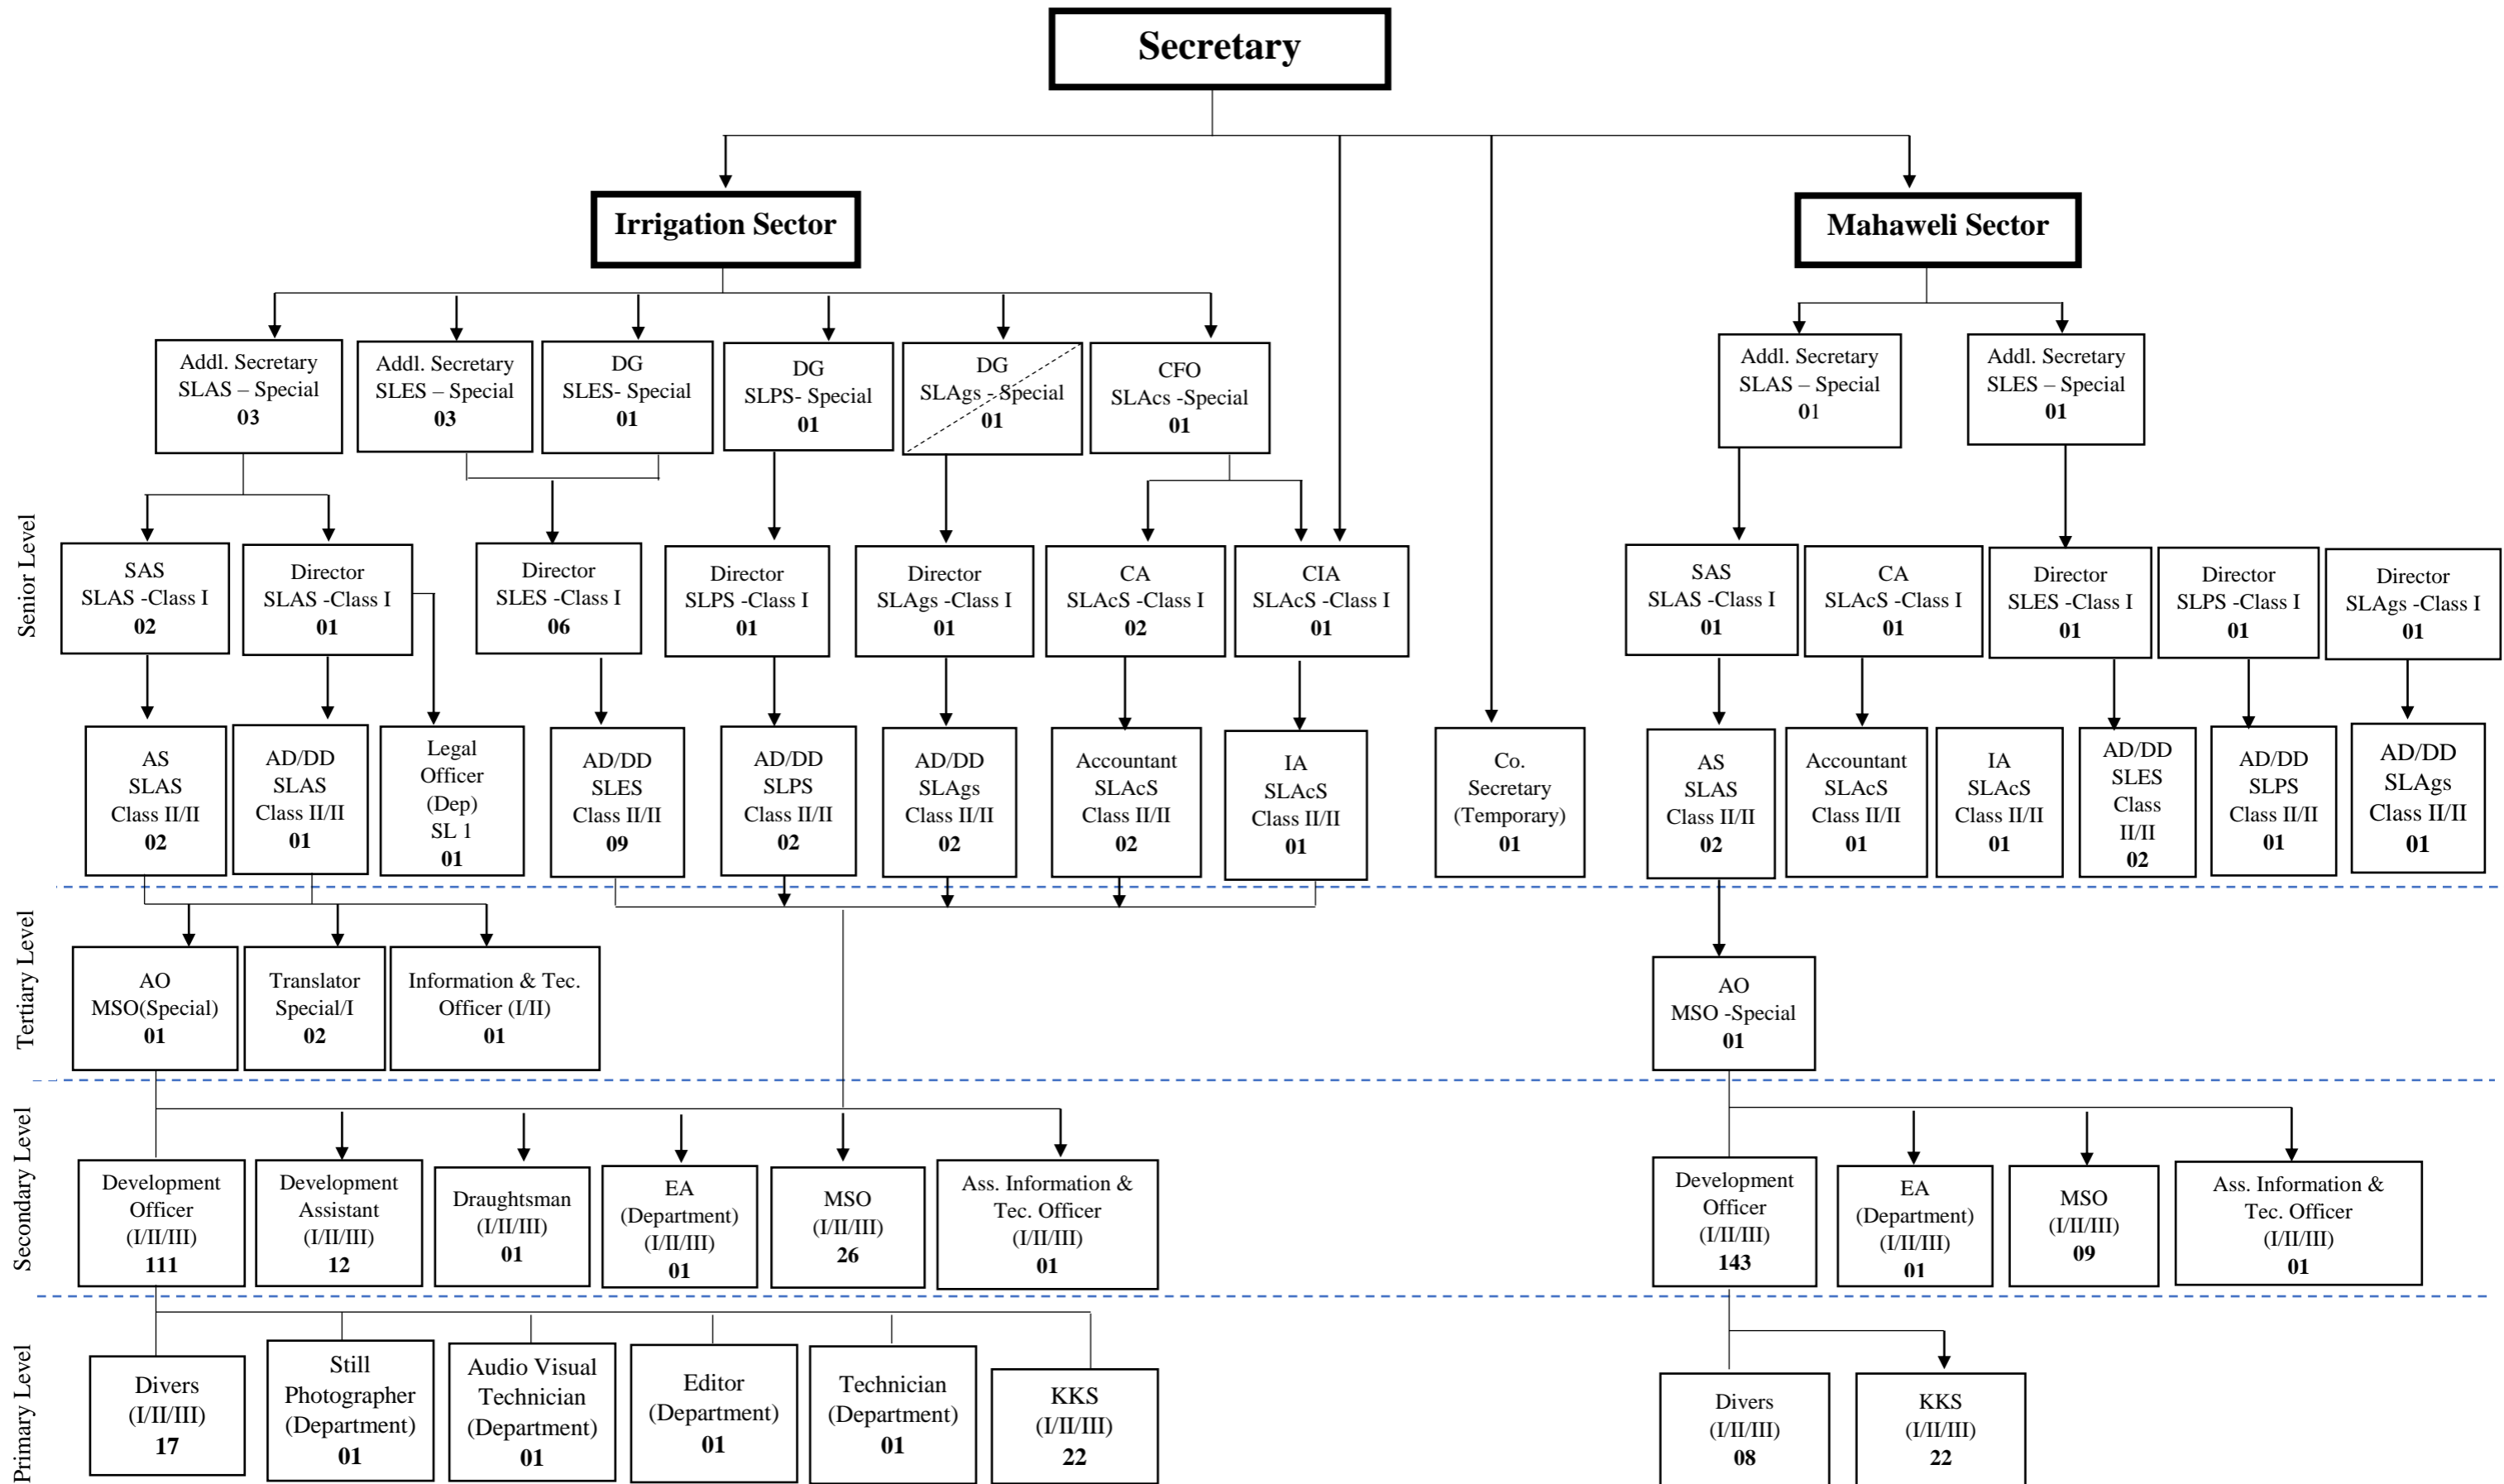 Secretary
Irrigation Sector
Mahaweli Sector
Addl. Secretary
SLAS – Special
03
Addl. Secretary
SLES – Special
03
DG
SLES- Special
01
DG
SLPS- Special
01
DG
SLAgs - Special
01
CFO
SLAcs -Special
01
Addl. Secretary
SLAS – Special
01
Addl. Secretary
SLES – Special
01
Senior Level
SAS
SLAS -Class I
02
Director
SLAS -Class I
01
Director
SLES -Class I
06
Director
SLPS -Class I
01
Director
SLAgs -Class I
01
CA
SLAcS -Class I
02
CIA
SLAcS -Class I
01
SAS
SLAS -Class I
01
CA
SLAcS -Class I
01
Director
SLES -Class I
01
Director
SLPS -Class I
01
Director
SLAgs -Class I
01
AS
SLAS
Class II/II
02
AD/DD
SLAS
Class II/II
01
Legal
Officer
(Dep)
SL 1
01
AD/DD
SLES
Class II/II
09
AD/DD
SLPS
Class II/II
02
AD/DD
SLAgs
Class II/II
02
Accountant
SLAcS
Class II/II
02
IA
SLAcS
Class II/II
01
Co.
Secretary
(Temporary)
01
AS
SLAS
Class II/II
02
Accountant
SLAcS
Class II/II
01
IA
SLAcS
Class II/II
01
AD/DD
SLES
Class
II/II
02
AD/DD
SLPS
Class II/II
01
AD/DD
SLAgs
Class II/II
01
Tertiary Level
AO
MSO(Special)
01
Translator
Special/I
02
Information & Tec.
Officer (I/II)
01
AO
MSO -Special
01
Secondary Level
Development
Officer
(I/II/III)
111
Development
Assistant
(I/II/III)
12
Draughtsman
(I/II/III)
01
EA
(Department)
(I/II/III)
01
MSO
(I/II/III)
26
Ass. Information &
Tec. Officer
(I/II/III)
01
Development
Officer
(I/II/III)
143
EA
(Department)
(I/II/III)
01
MSO
(I/II/III)
09
Ass. Information &
Tec. Officer
(I/II/III)
01
Primary Level
Divers
(I/II/III)
17
Still
Photographer
(Department)
01
Audio Visual
Technician
(Department)
01
Editor
(Department)
01
Technician
(Department)
01
KKS
(I/II/III)
22
Divers
(I/II/III)
08
KKS
(I/II/III)
22